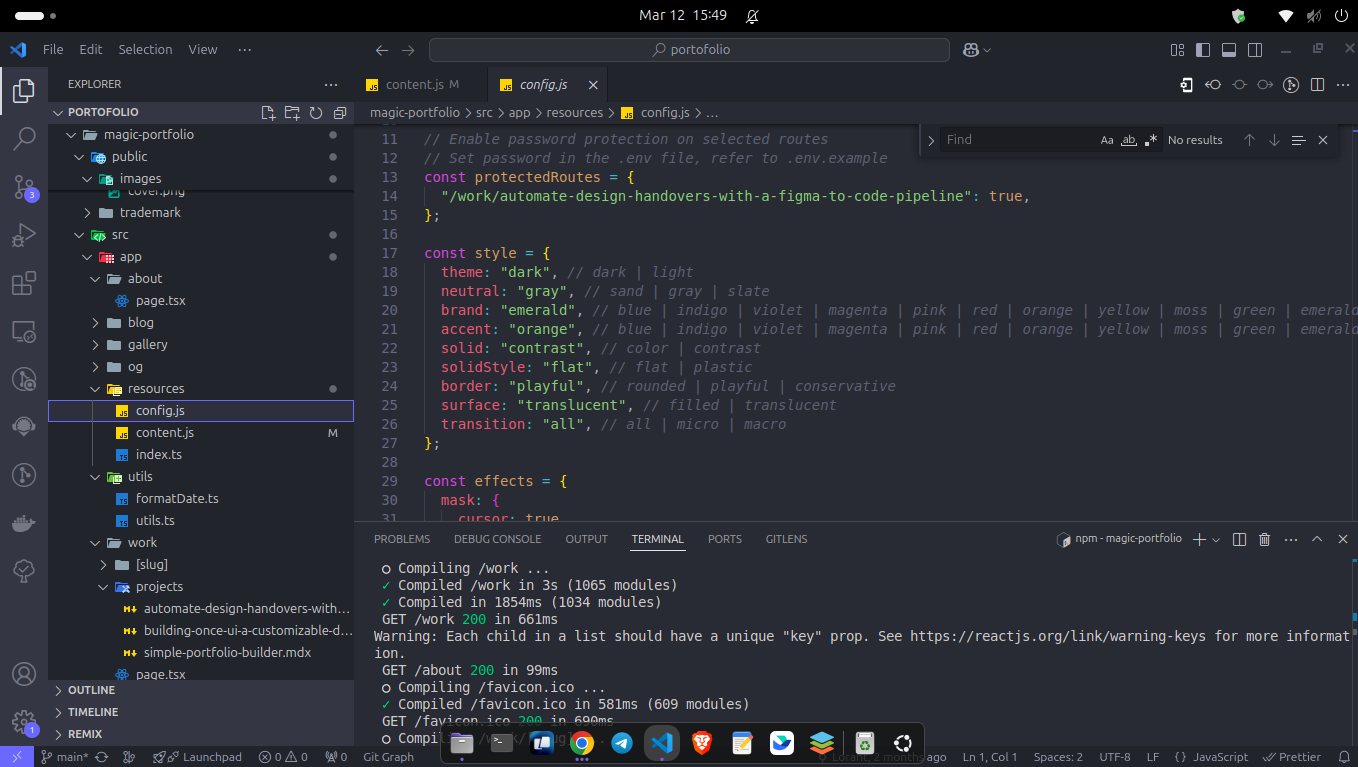 Mar 12 15:49
File Edit Selection View ···
portofolio
EXPLORER
PORTOFOLIO
magic-portfolio
public
images
cover.png
trademark
src
app
about
page.tsx
blog
gallery
og
resources
config.js
content.js M
index.ts
utils
formatDate.ts
utils.ts
work
[slug]
projects
automate-design-handovers-with...
building-once-ui-a-customizable-d...
simple-portfolio-builder.mdx
page.tsx
OUTLINE
TIMELINE
REMIX
3
1
content.js M
config.js
magic-portfolio > src > app > resources > config.js > ...
Find Aa ab .* No results
11 // Enable password protection on selected routes
12 // Set password in the .env file, refer to .env.example
13 const protectedRoutes = {
14 "/work/automate-design-handovers-with-a-figma-to-code-pipeline": true,
15 };
16
17 const style = {
18 theme: "dark", // dark | light
19 neutral: "gray", // sand | gray | slate
20 brand: "emerald", // blue | indigo | violet | magenta | pink | red | orange | yellow | moss | green | emerald
21 accent: "orange", // blue | indigo | violet | magenta | pink | red | orange | yellow | moss | green | emerald
22 solid: "contrast", // color | contrast
23 solidStyle: "flat", // flat | plastic
24 border: "playful", // rounded | playful | conservative
25 surface: "translucent", // filled | translucent
26 transition: "all", // all | micro | macro
27 };
28
29 const effects = {
30 mask: {
31 cursor: true
PROBLEMS DEBUG CONSOLE OUTPUT TERMINAL PORTS GITLENS
npm - magic-portfolio
○ Compiling /work ...
✓ Compiled /work in 3s (1065 modules)
✓ Compiled in 1854ms (1034 modules)
GET /work 200 in 661ms
Warning: Each child in a list should have a unique "key" prop. See https://reactjs.org/link/warning-keys for more informat
ion.
GET /about 200 in 99ms
○ Compiling /favicon.ico ...
✓ Compiled /favicon.ico in 581ms (609 modules)
GET /favicon.ico 200 in 690ms
main* Launchpad 0 0 0 Git Graph
2 months ago Ln 1, Col 1 Spaces: 2 UTF-8 LF {} JavaScript Prettier